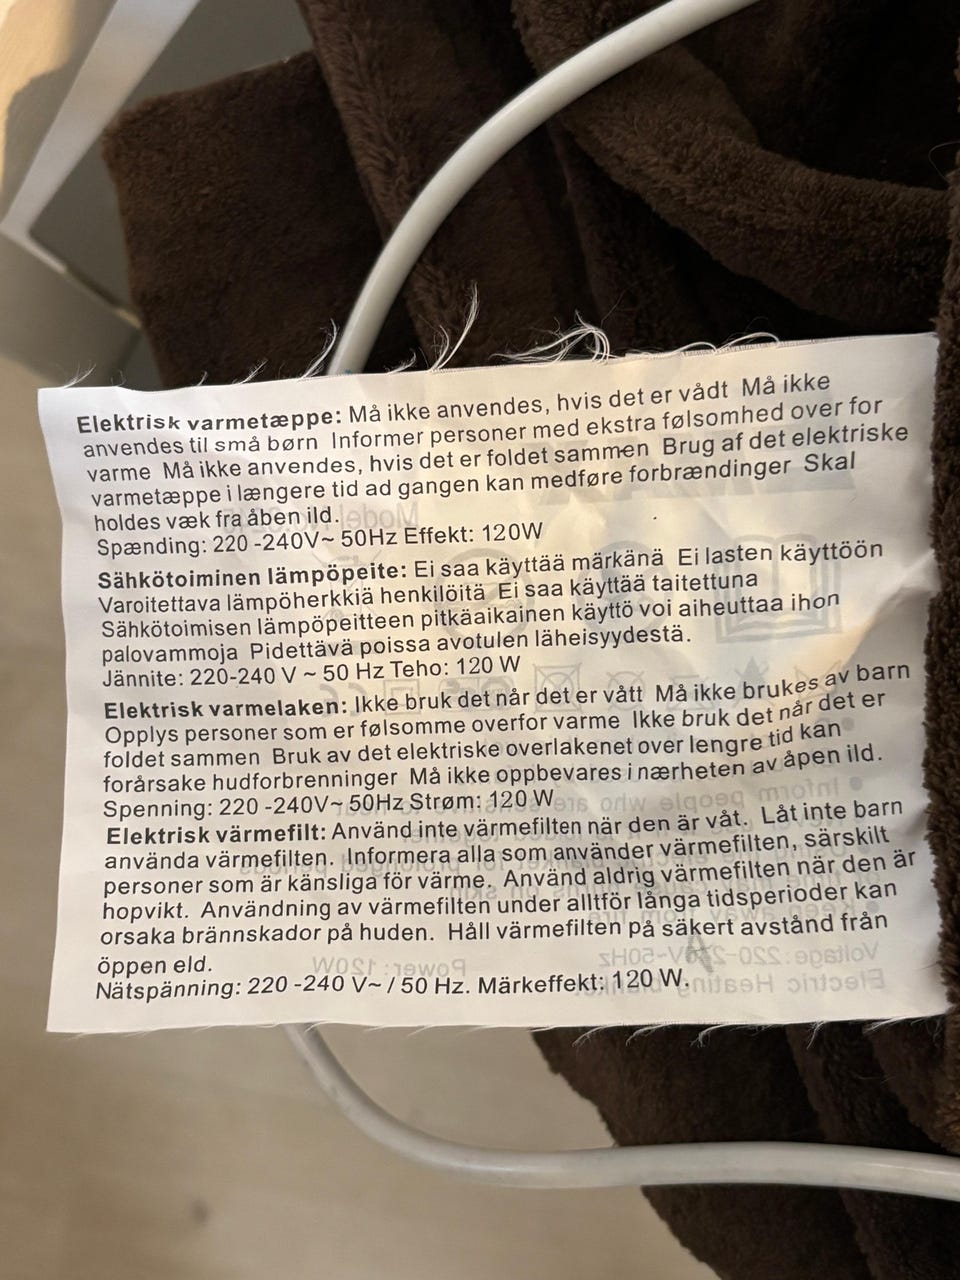 Elektrisk varmetæppe: Må ikke anvendes, hvis det er vådt Må ikke
anvendes til små børn Informer personer med ekstra følsomhed over for
varme Må ikke anvendes, hvis det er foldet sammen Brug af det elektriske
varmetæppe i længere tid ad gangen kan medføre forbrændinger Skal
holdes væk fra åben ild.
Spænding: 220 -240V~ 50Hz Effekt: 120W
Sähkötoiminen lämpöpeite: Ei saa käyttää märkänä Ei lasten käyttöön
Varoitettava lämpöherkkiä henkilöitä Ei saa käyttää taitettuna
Sähkötoimisen lämpöpeitteen pitkäaikainen käyttö voi aiheuttaa ihon
palovammoja Pidettävä poissa avotulen läheisyydestä.
Jännite: 220-240 V ~ 50 Hz Teho: 120 W
Elektrisk varmelaken: Ikke bruk det når det er vått Må ikke brukes av barn
Opplys personer som er følsomme overfor varme Ikke bruk det når det er
foldet sammen Bruk av det elektriske overlakenet over lengre tid kan
forårsake hudforbrenninger Må ikke oppbevares i nærheten av åpen ild.
Spenning: 220 -240V~ 50Hz Strøm: 120 W
Elektrisk värmefilt: Använd inte värmefilten när den är våt. Låt inte barn
använda värmefilten. Informera alla som använder värmefilten, särskilt
personer som är känsliga för värme. Använd aldrig värmefilten när den är
hopvikt. Användning av värmefilten under alltför långa tidsperioder kan
orsaka brännskador på huden. Håll värmefilten på säkert avstånd från
öppen eld.
Nätspänning: 220 -240 V~ / 50 Hz. Märkeffekt: 120 W.